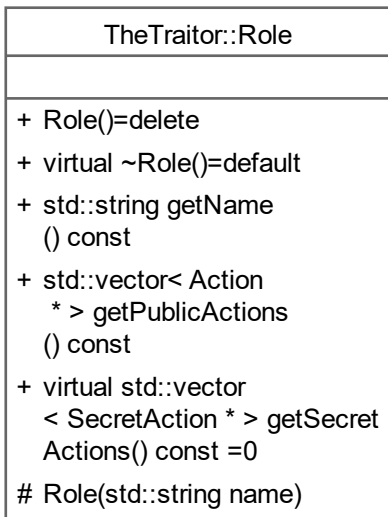 TheTraitor::Role
+ Role()=delete
+ virtual ~Role()=default
+ std::string getName
() const
+ std::vector< Action
* > getPublicActions
() const
+ virtual std::vector
< SecretAction * > getSecret
Actions() const =0
# Role(std::string name)